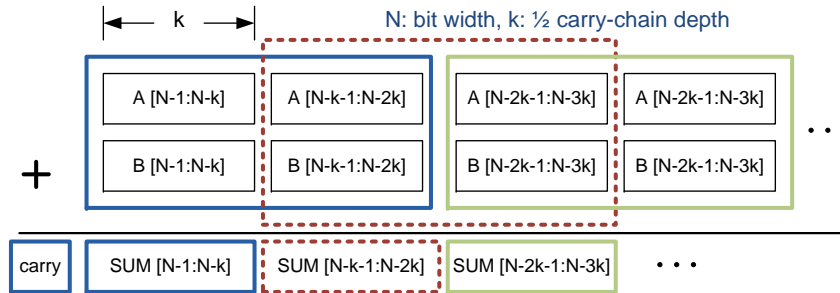 k N: bit width, k: ½ carry-chain depth
A [N-1:N-k] A [N-k-1:N-2k] A [N-2k-1:N-3k] A [N-2k-1:N-3k]
+ B [N-1:N-k] B [N-k-1:N-2k] B [N-2k-1:N-3k] B [N-2k-1:N-3k] ...
carry SUM [N-1:N-k] SUM [N-k-1:N-2k] SUM [N-2k-1:N-3k] ...